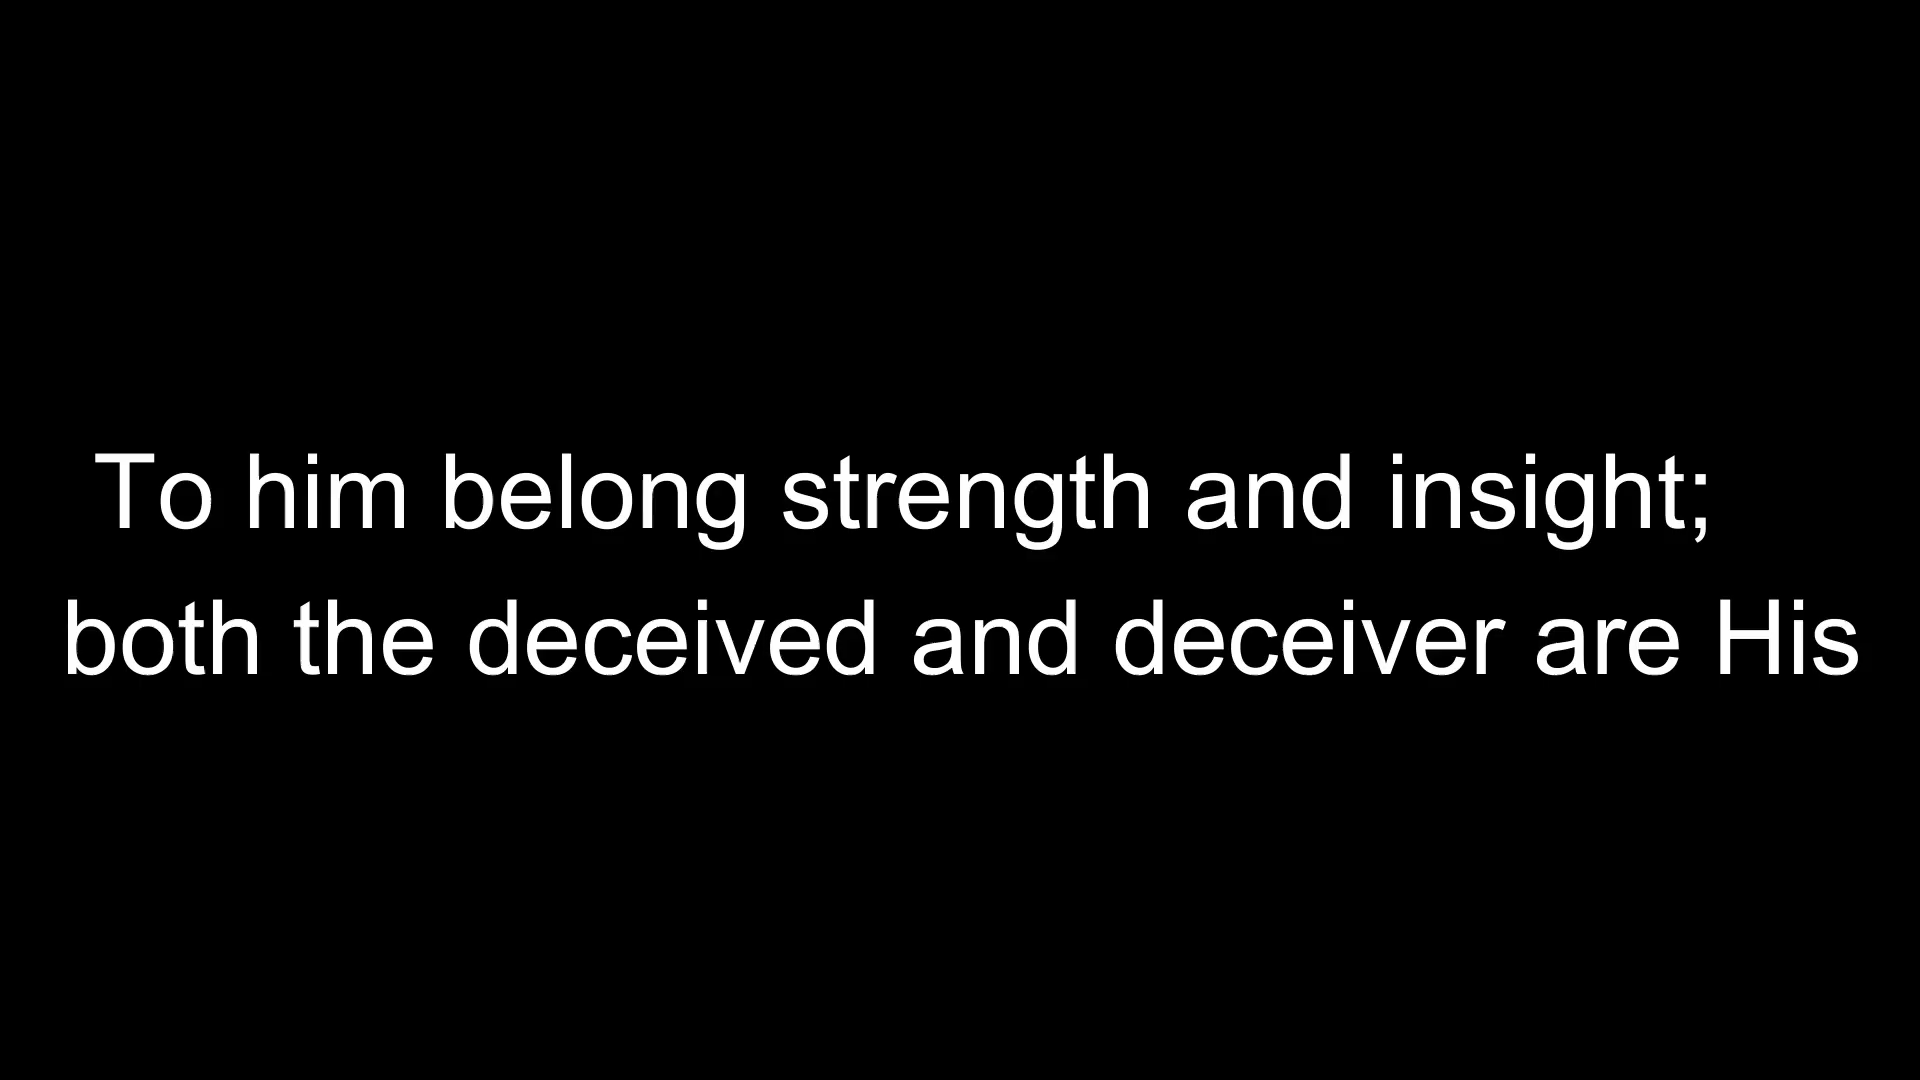 To him belong strength and insight;
both the deceived and deceiver are His